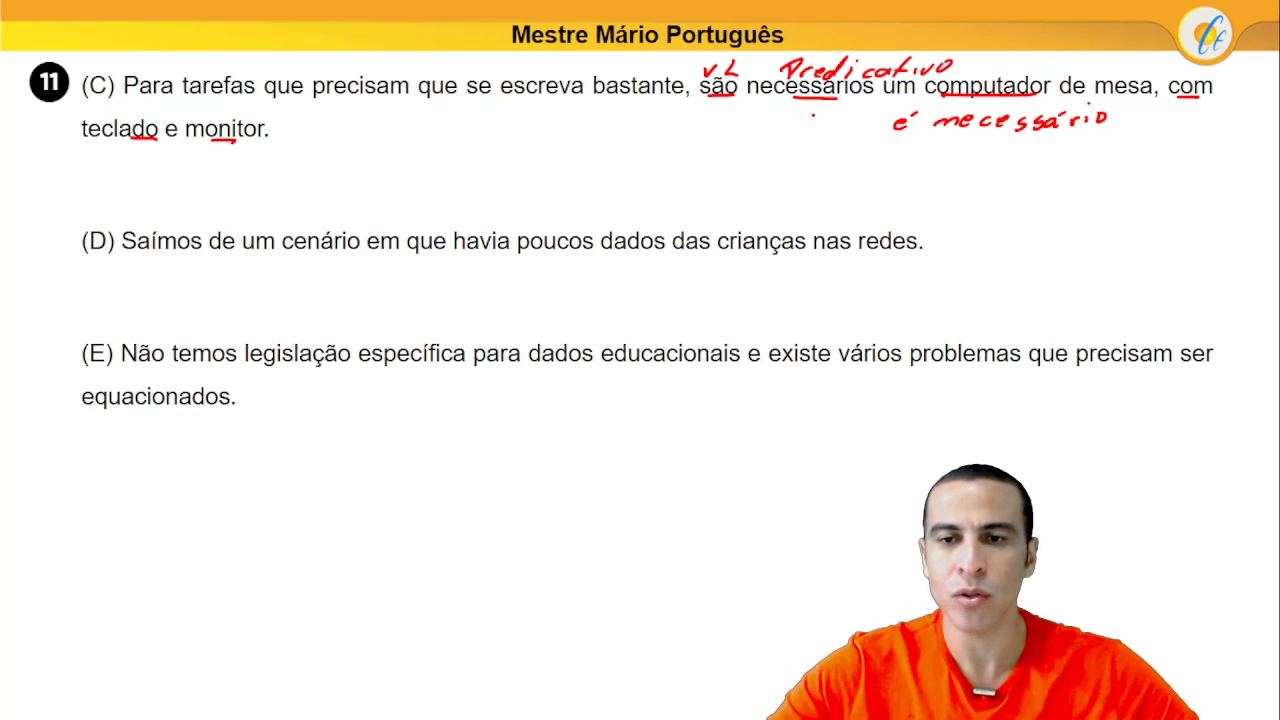 Mestre Mário Português
VL Predicativo
11 (C) Para tarefas que precisam que se escreva bastante, são necessários um computador de mesa, com
teclado e monitor.
é necessário
(D) Saímos de um cenário em que havia poucos dados das crianças nas redes.
(E) Não temos legislação específica para dados educacionais e existe vários problemas que precisam ser
equacionados.